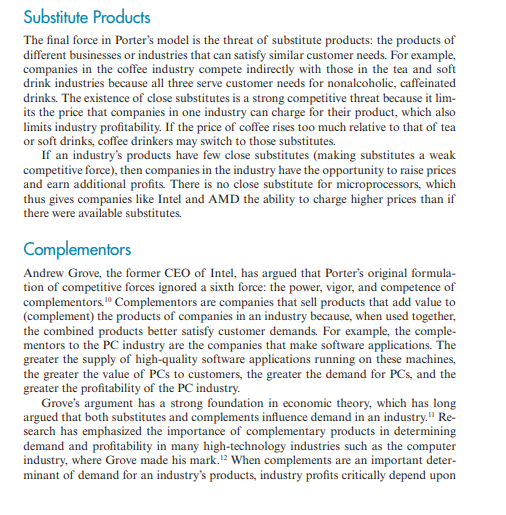 Substitute Products
The final force in Porter's model is the threat of substitute products: the products of
different businesses or industries that can satisfy similar customer needs. For example,
companies in the coffee industry compete indirectly with those in the tea and soft
drink industries because all three serve customer needs for nonalcoholic, caffeinated
drinks. The existence of close substitutes is a strong competitive threat because it lim-
its the price that companies in one industry can charge for their product, which also
limits industry profitability. If the price of coffee rises too much relative to that of tea
or soft drinks, coffee drinkers may switch to those substitutes.
If an industry's products have few close substitutes (making substitutes a weak
competitive force), then companies in the industry have the opportunity to raise prices
and earn additional profits. There is no close substitute for microprocessors, which
thus gives companies like Intel and AMD the ability to charge higher prices than if
there were available substitutes.
Complementors
Andrew Grove, the former CEO of Intel, has argued that Porter's original formula-
tion of competitive forces ignored a sixth force: the power, vigor, and competence of
complementors.¹⁰ Complementors are companies that sell products that add value to
(complement) the products of companies in an industry because, when used together,
the combined products better satisfy customer demands. For example, the comple-
mentors to the PC industry are the companies that make software applications. The
greater the supply of high-quality software applications running on these machines,
the greater the value of PCs to customers, the greater the demand for PCs, and the
greater the profitability of the PC industry.
Grove's argument has a strong foundation in economic theory, which has long
argued that both substitutes and complements influence demand in an industry.¹¹ Re-
search has emphasized the importance of complementary products in determining
demand and profitability in many high-technology industries such as the computer
industry, where Grove made his mark.¹² When complements are an important deter-
minant of demand for an industry's products, industry profits critically depend upon